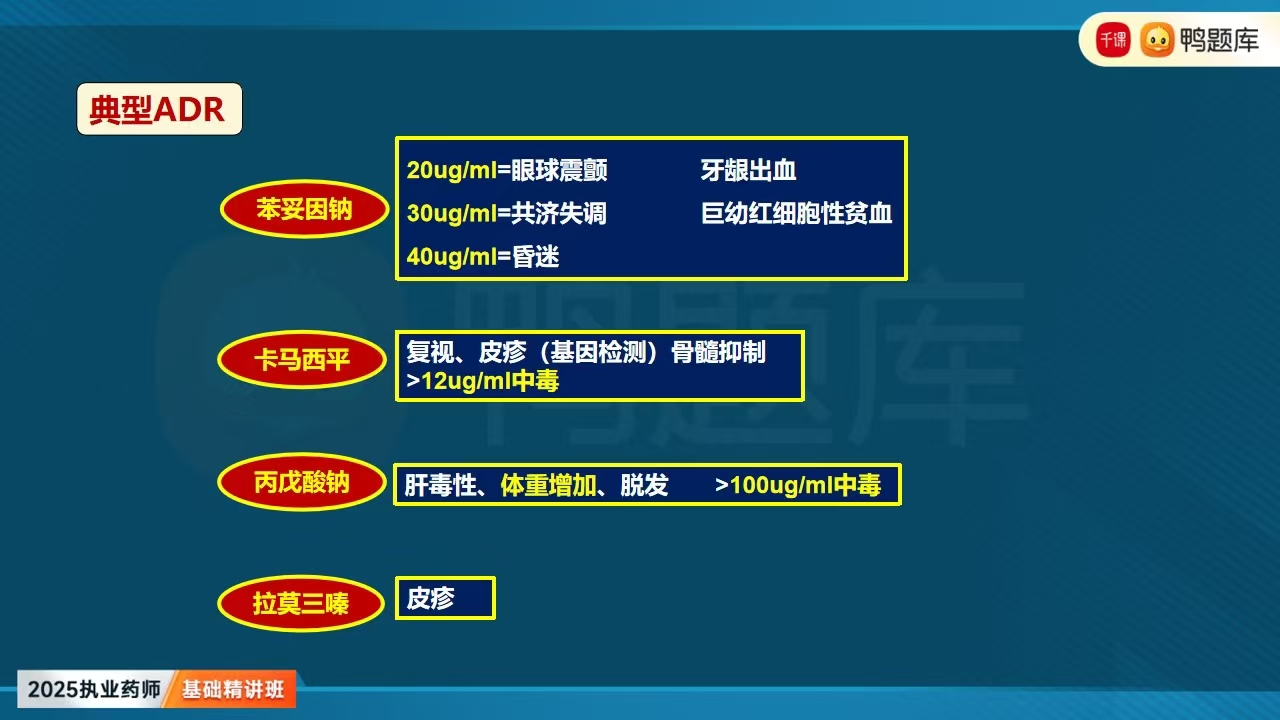 千课 鸭题库
典型ADR
苯妥因钠
20ug/ml=眼球震颤 牙龈出血
30ug/ml=共济失调 巨幼红细胞性贫血
40ug/ml=昏迷
卡马西平
复视、皮疹（基因检测）骨髓抑制
>12ug/ml中毒
丙戊酸钠
肝毒性、体重增加、脱发 >100ug/ml中毒
拉莫三嗪
皮疹
鸭题库
2025执业药师 基础精讲班